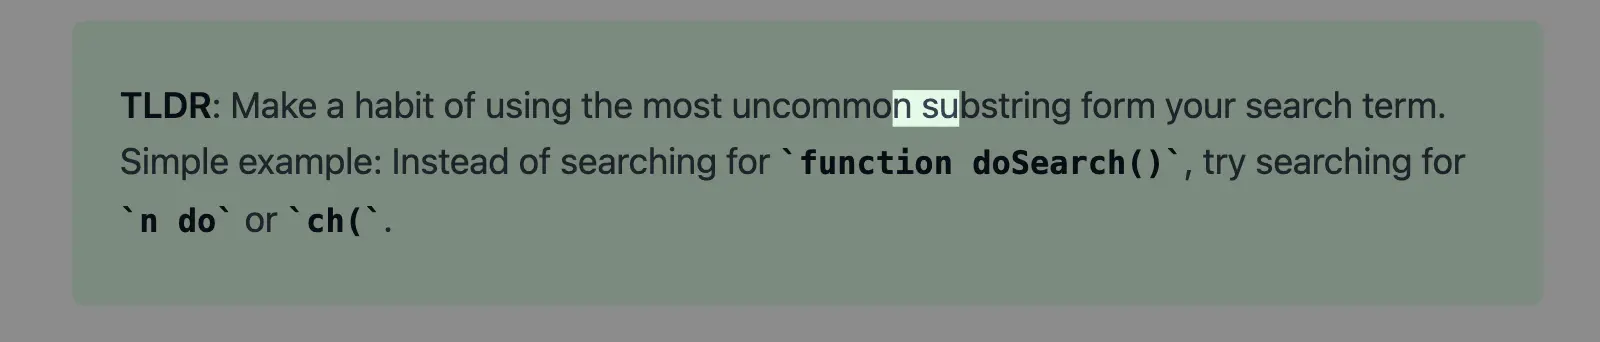 TLDR: Make a habit of using the most uncommon substring form your search term.
Simple example: Instead of searching for `function doSearch()`, try searching for
`n do` or `ch(`.